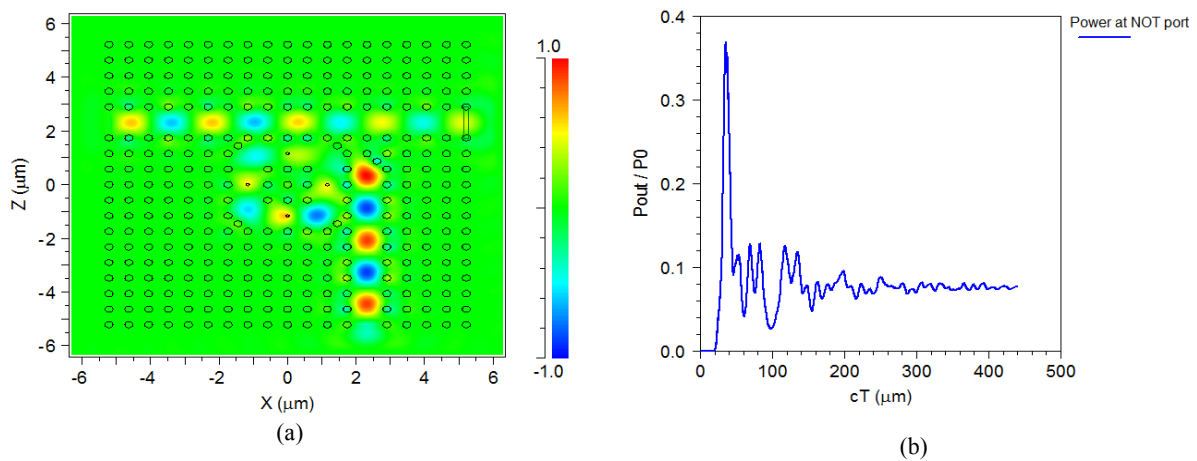 6
4
2
0
-2
-4
-6
Z (μm)
-6 -4 -2 0 2 4 6
X (μm)
1.0
-1.0
(a)
0.4
0.3
0.2
0.1
0.0
Pout / P0
0 100 200 300 400 500
cT (μm)
Power at NOT port
(b)